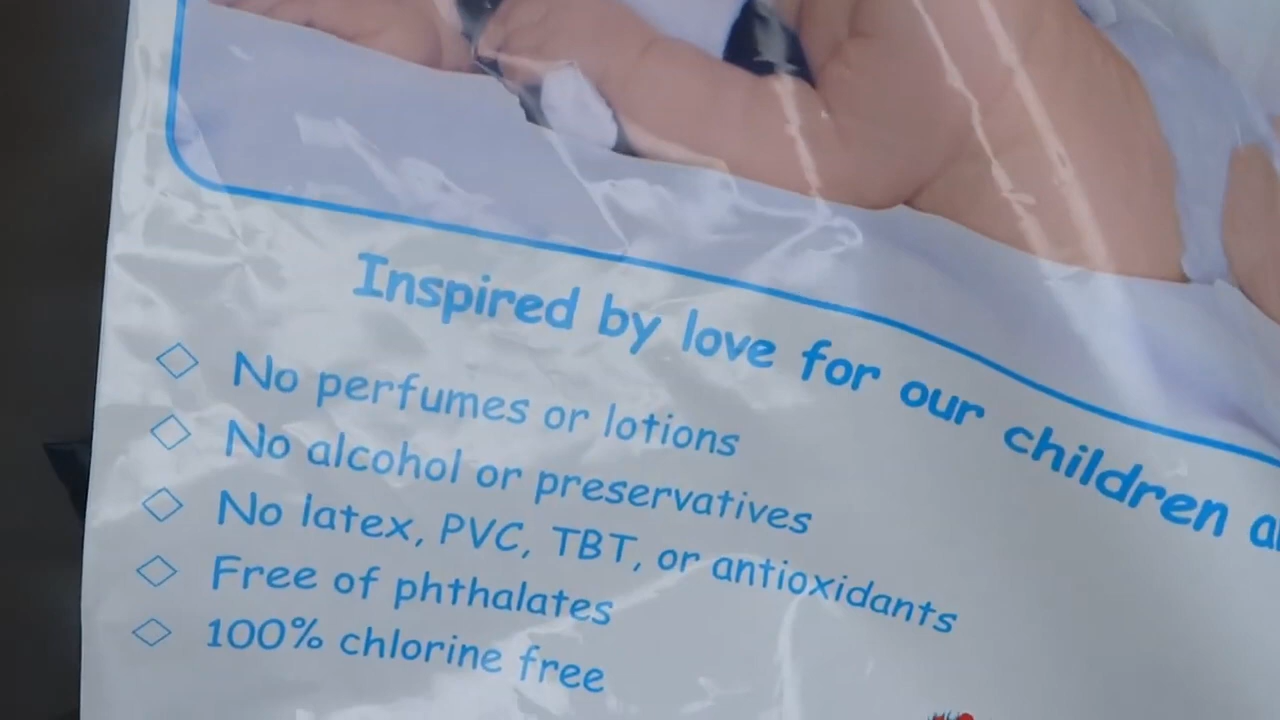 Inspired by love for our children
No perfumes or lotions
No alcohol or preservatives
No latex, PVC, TBT, or antioxidants
Free of phthalates
100% chlorine free